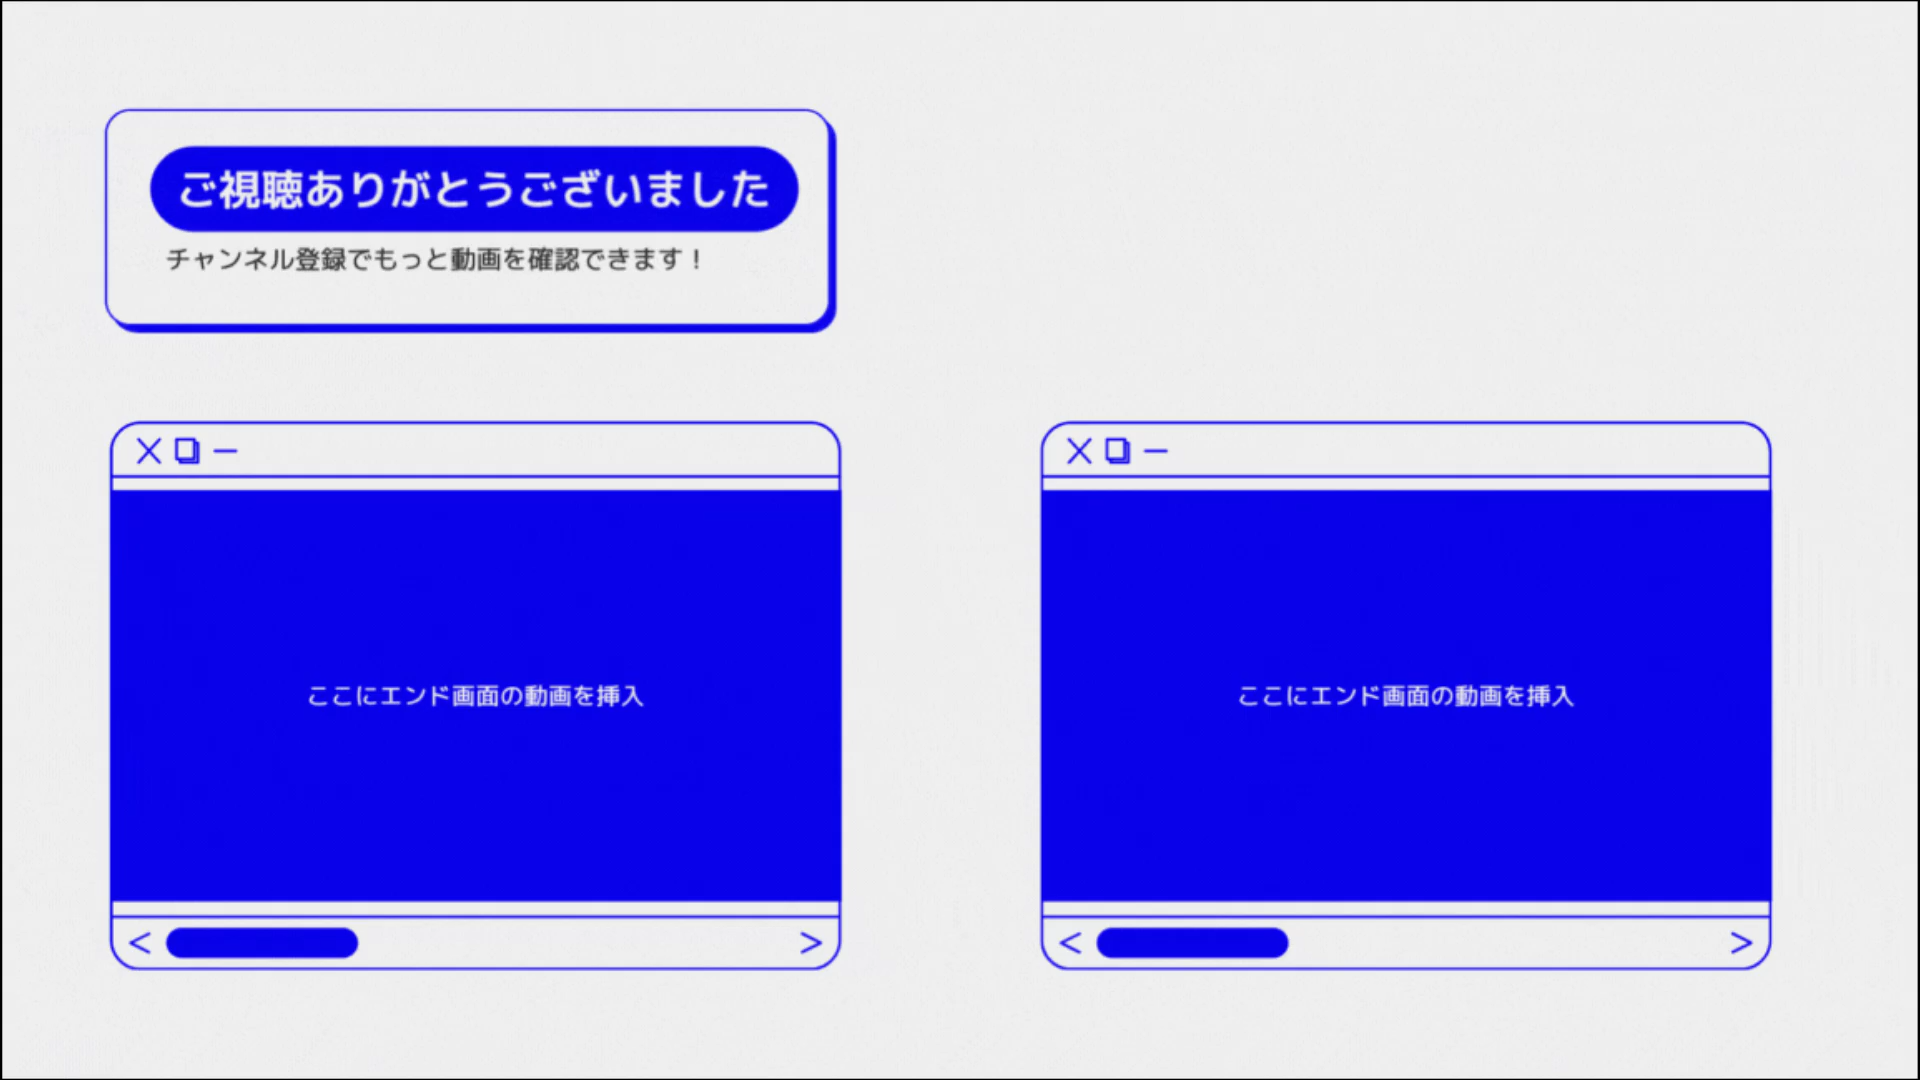 ご視聴ありがとうございました
チャンネル登録でもっと動画を確認できます！
ここにエンド画面の動画を挿入
ここにエンド画面の動画を挿入